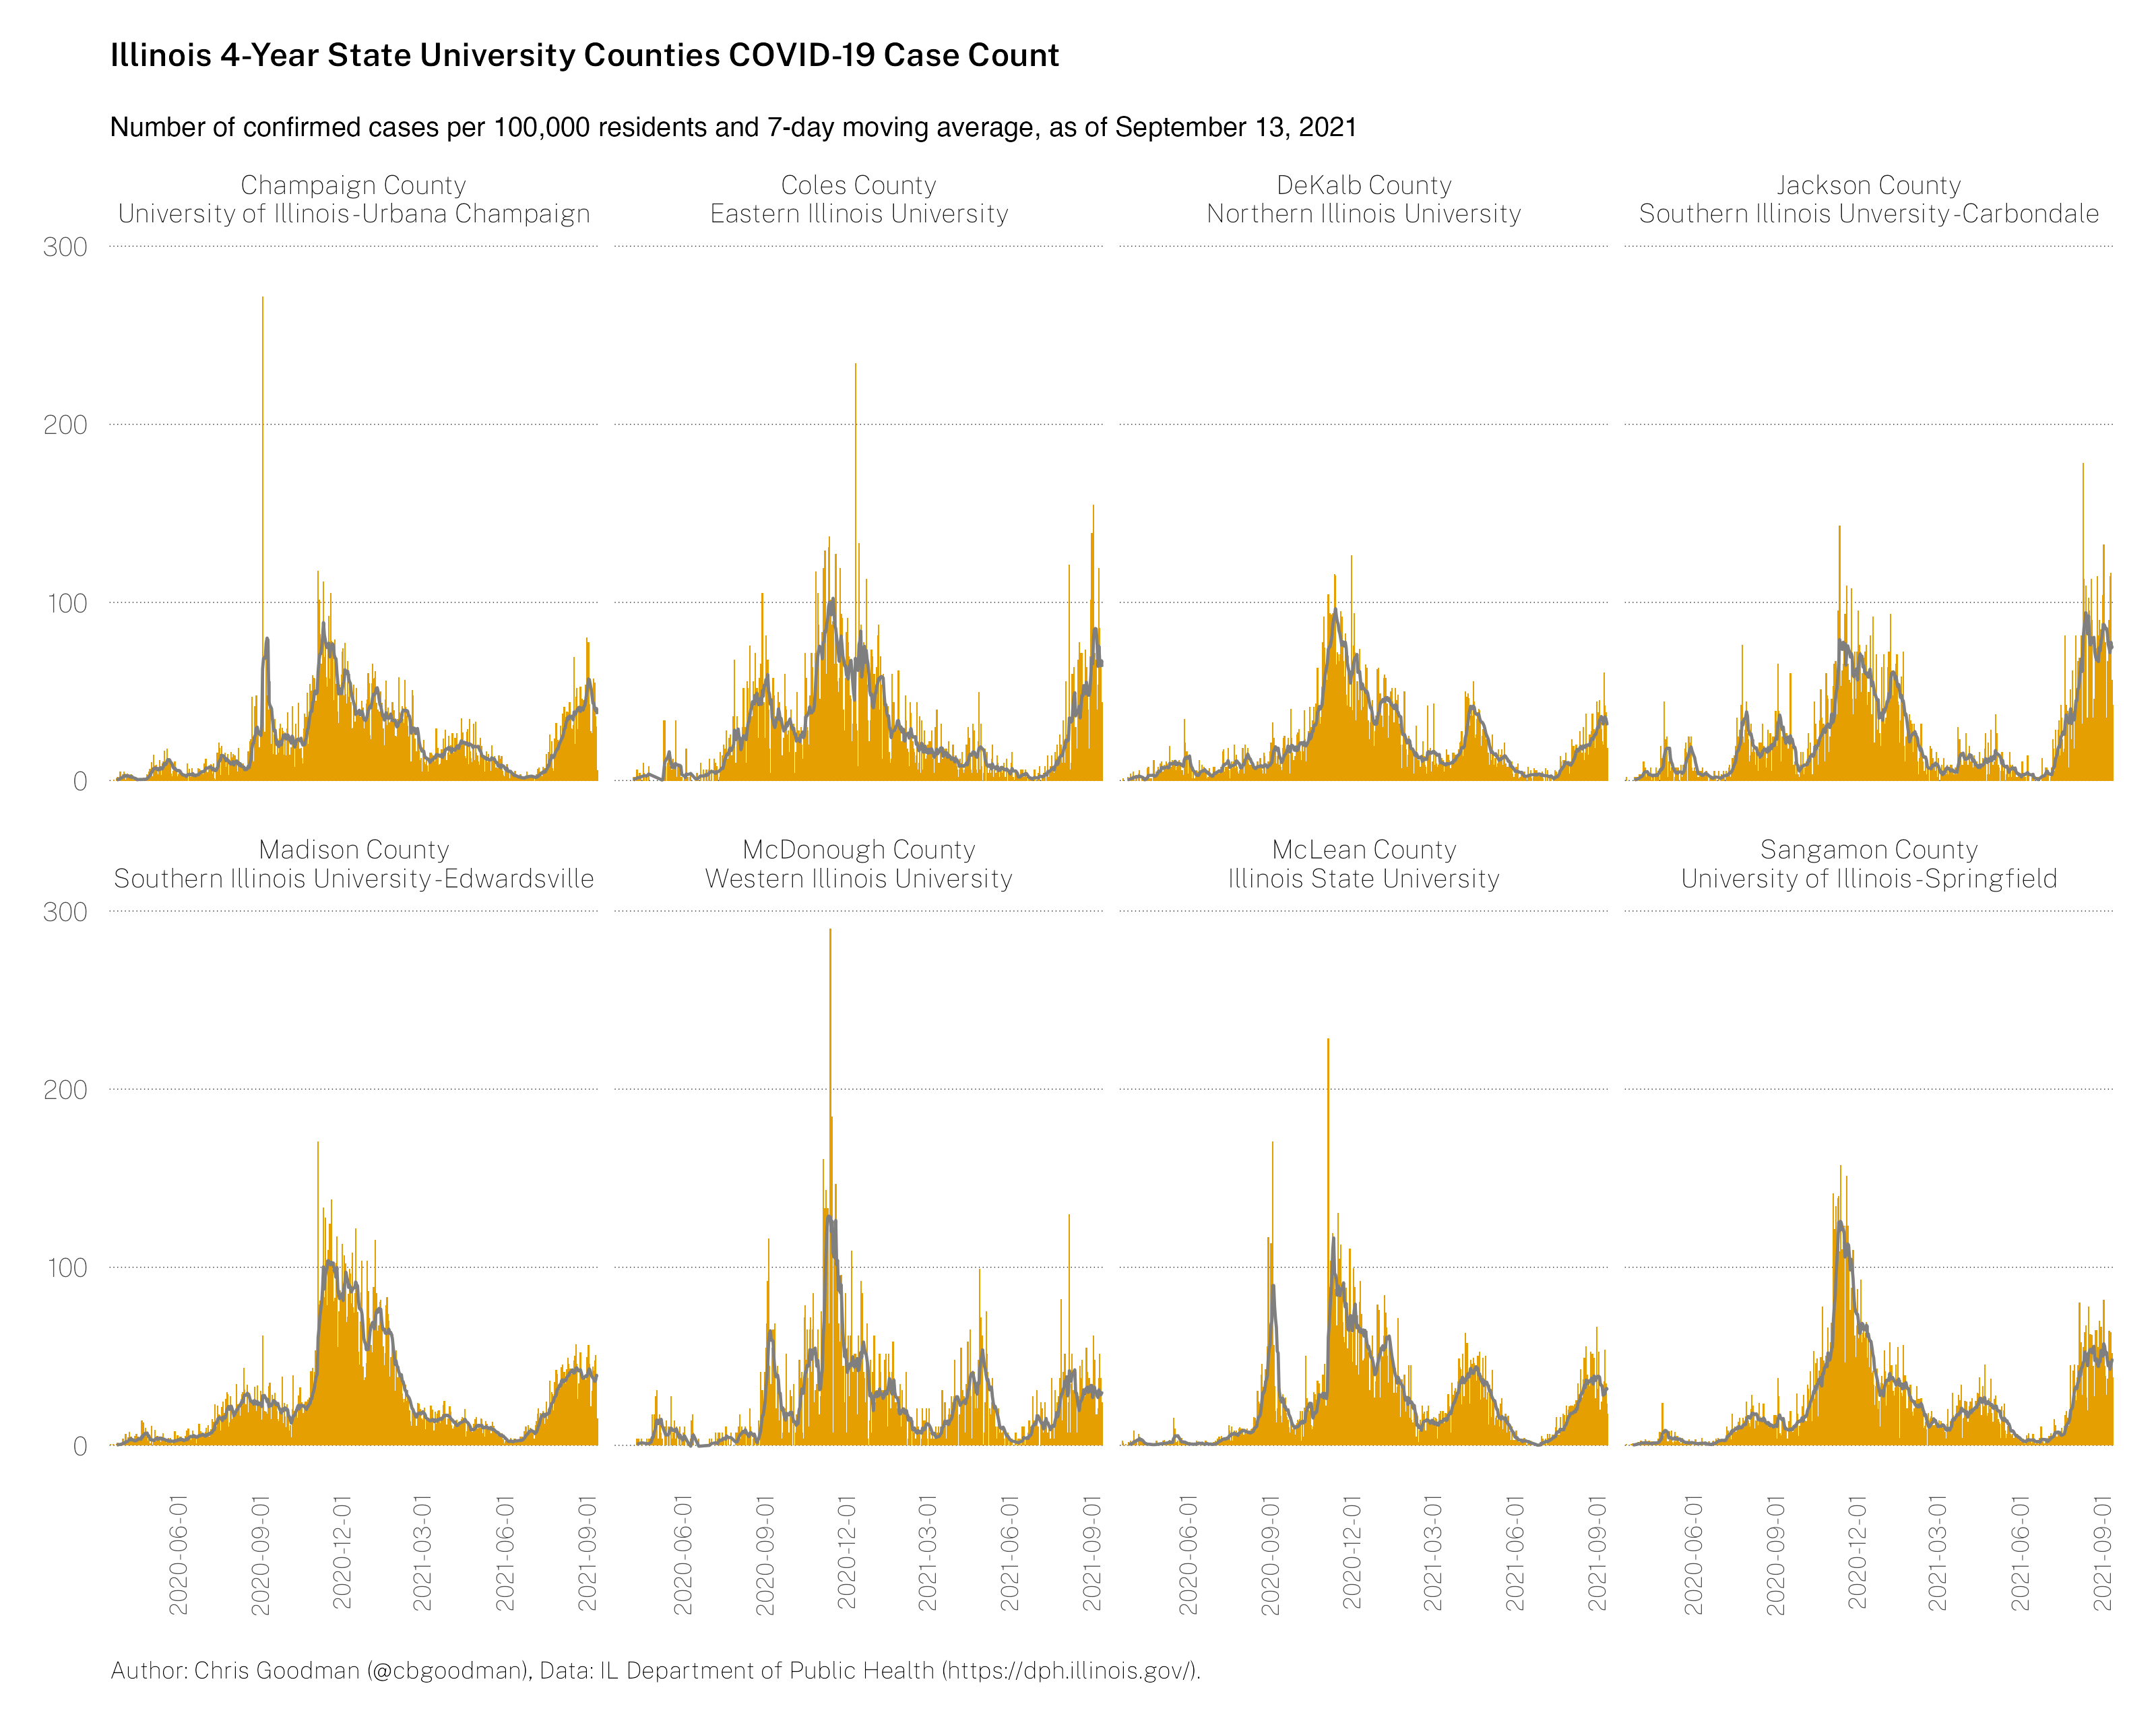 Illinois 4-Year State University Counties COVID-19 Case Count
Number of confirmed cases per 100,000 residents and 7-day moving average, as of September 13, 2021
Champaign County
University of Illinois-Urbana Champaign
Coles County
Eastern Illinois University
DeKalb County
Northern Illinois University
Jackson County
Southern Illinois Unversity-Carbondale
300
200
100
0
Madison County
Southern Illinois University-Edwardsville
McDonough County
Western Illinois University
McLean County
Illinois State University
Sangamon County
University of Illinois-Springfield
300
200
100
0
2020-06-01
2020-09-01
2020-12-01
2021-03-01
2021-06-01
2021-09-01
2020-06-01
2020-09-01
2020-12-01
2021-03-01
2021-06-01
2021-09-01
2020-06-01
2020-09-01
2020-12-01
2021-03-01
2021-06-01
2021-09-01
2020-06-01
2020-09-01
2020-12-01
2021-03-01
2021-06-01
2021-09-01
Author: Chris Goodman (@cbgoodman), Data: IL Department of Public Health (https://dph.illinois.gov/).